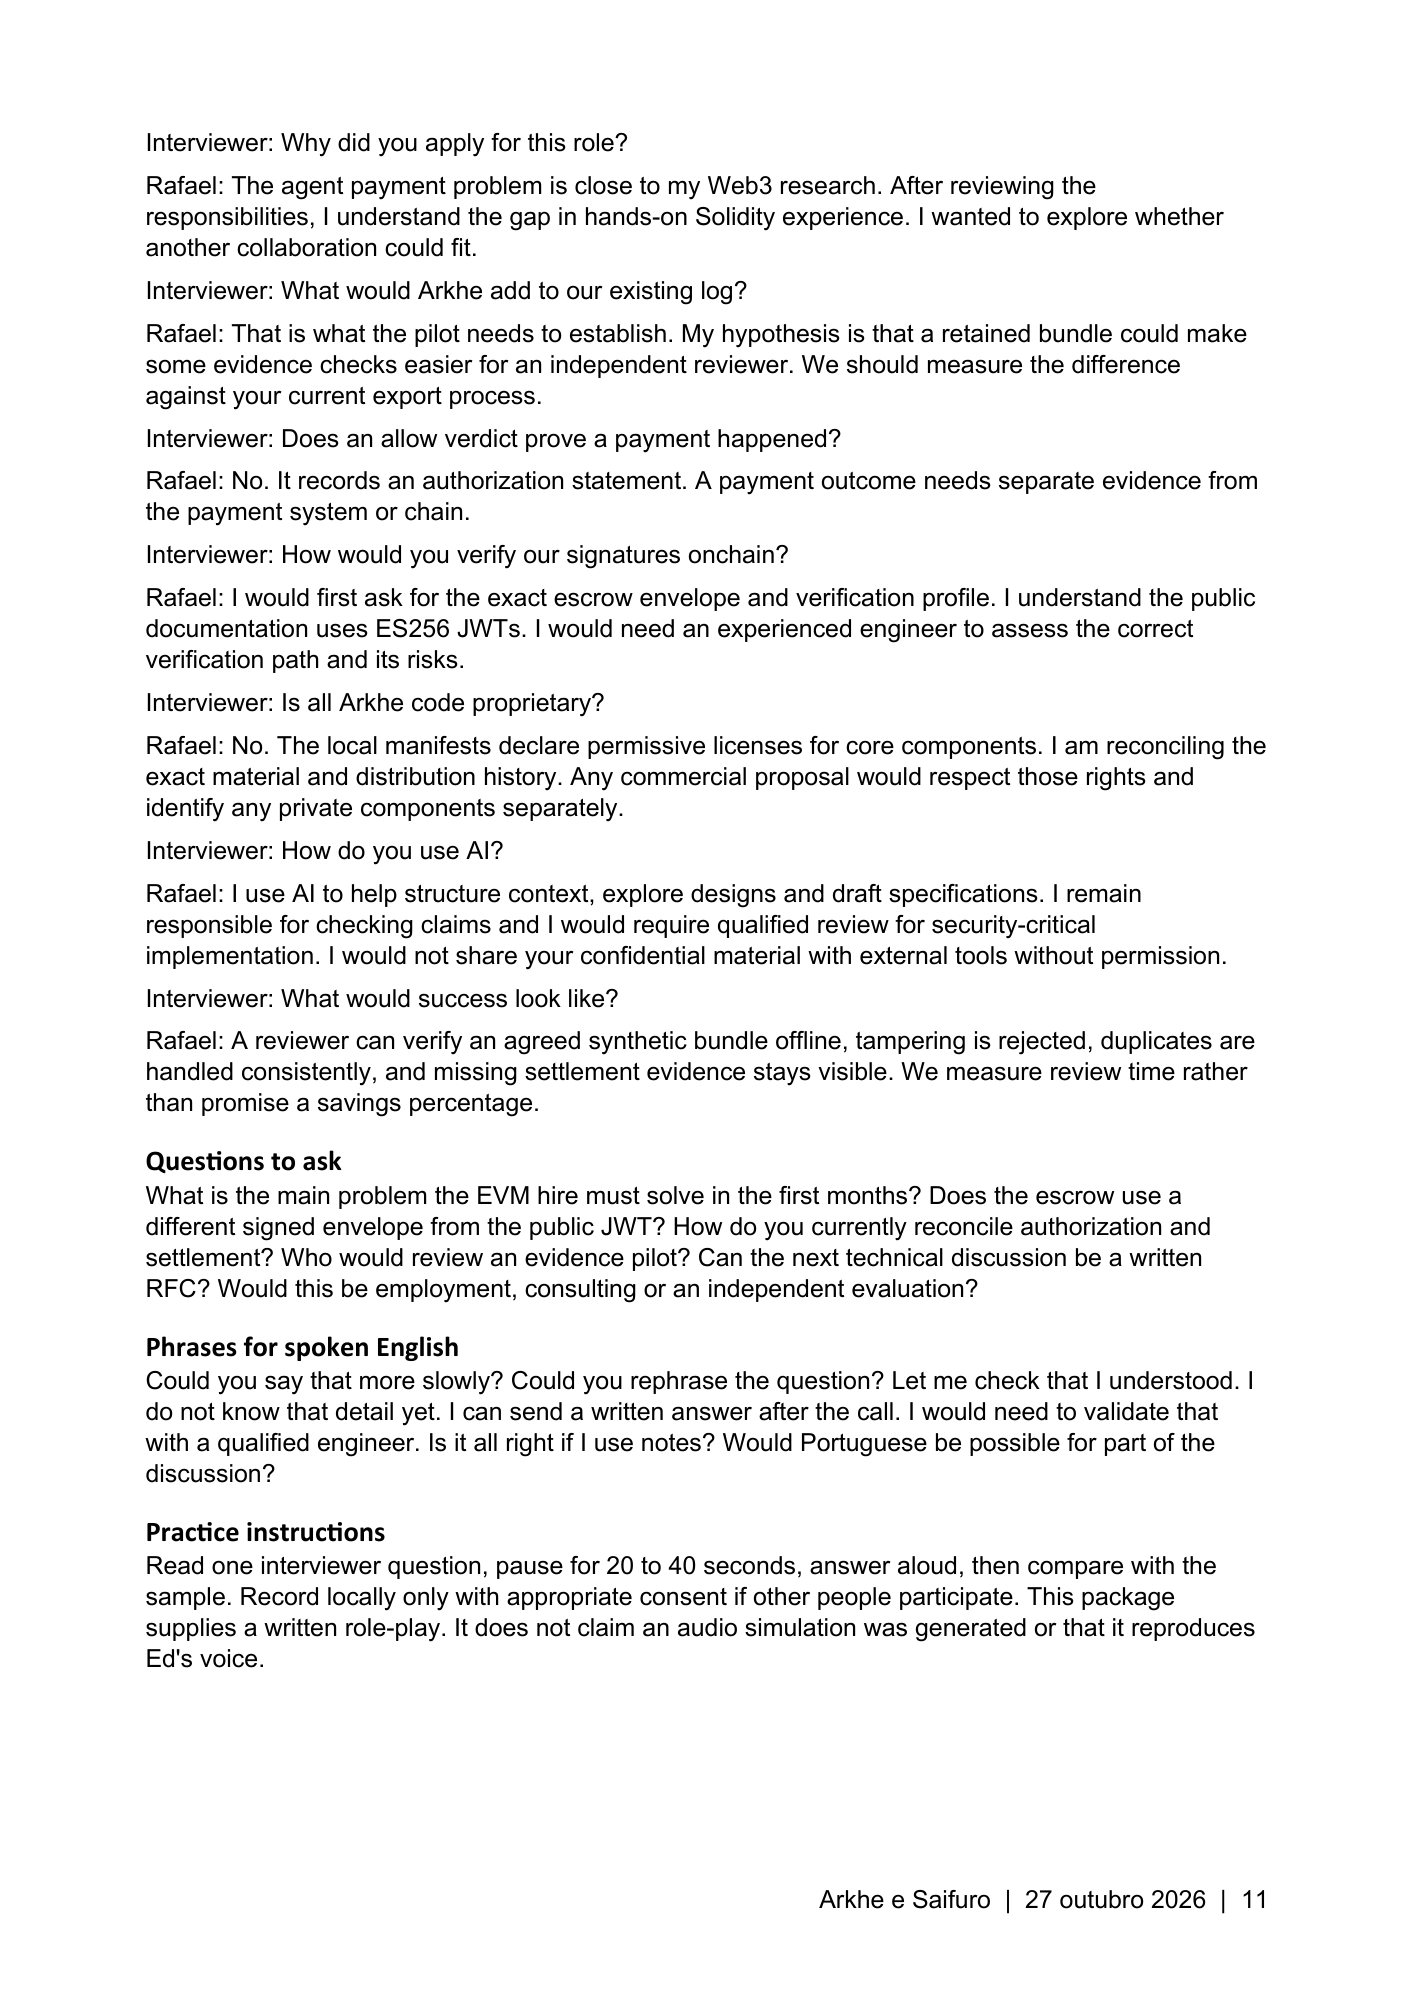 Interviewer: Why did you apply for this role?
Rafael: The agent payment problem is close to my Web3 research. After reviewing the
responsibilities, I understand the gap in hands-on Solidity experience. I wanted to explore whether
another collaboration could fit.
Interviewer: What would Arkhe add to our existing log?
Rafael: That is what the pilot needs to establish. My hypothesis is that a retained bundle could make
some evidence checks easier for an independent reviewer. We should measure the difference
against your current export process.
Interviewer: Does an allow verdict prove a payment happened?
Rafael: No. It records an authorization statement. A payment outcome needs separate evidence from
the payment system or chain.
Interviewer: How would you verify our signatures onchain?
Rafael: I would first ask for the exact escrow envelope and verification profile. I understand the public
documentation uses ES256 JWTs. I would need an experienced engineer to assess the correct
verification path and its risks.
Interviewer: Is all Arkhe code proprietary?
Rafael: No. The local manifests declare permissive licenses for core components. I am reconciling the
exact material and distribution history. Any commercial proposal would respect those rights and
identify any private components separately.
Interviewer: How do you use AI?
Rafael: I use AI to help structure context, explore designs and draft specifications. I remain
responsible for checking claims and I would require qualified review for security-critical
implementation. I would not share your confidential material with external tools without permission.
Interviewer: What would success look like?
Rafael: A reviewer can verify an agreed synthetic bundle offline, tampering is rejected, duplicates are
handled consistently, and missing settlement evidence stays visible. We measure review time rather
than promise a savings percentage.
Questions to ask
What is the main problem the EVM hire must solve in the first months? Does the escrow use a
different signed envelope from the public JWT? How do you currently reconcile authorization and
settlement? Who would review an evidence pilot? Can the next technical discussion be a written
RFC? Would this be employment, consulting or an independent evaluation?
Phrases for spoken English
Could you say that more slowly? Could you rephrase the question? Let me check that I understood. I
do not know that detail yet. I can send a written answer after the call. I would need to validate that
with a qualified engineer. Is it all right if I use notes? Would Portuguese be possible for part of the
discussion?
Practice instructions
Read one interviewer question, pause for 20 to 40 seconds, answer aloud, then compare with the
sample. Record locally only with appropriate consent if other people participate. This package
supplies a written role-play. It does not claim an audio simulation was generated or that it reproduces
Ed's voice.
Arkhe e Saifuro | 27 outubro 2026 | 11